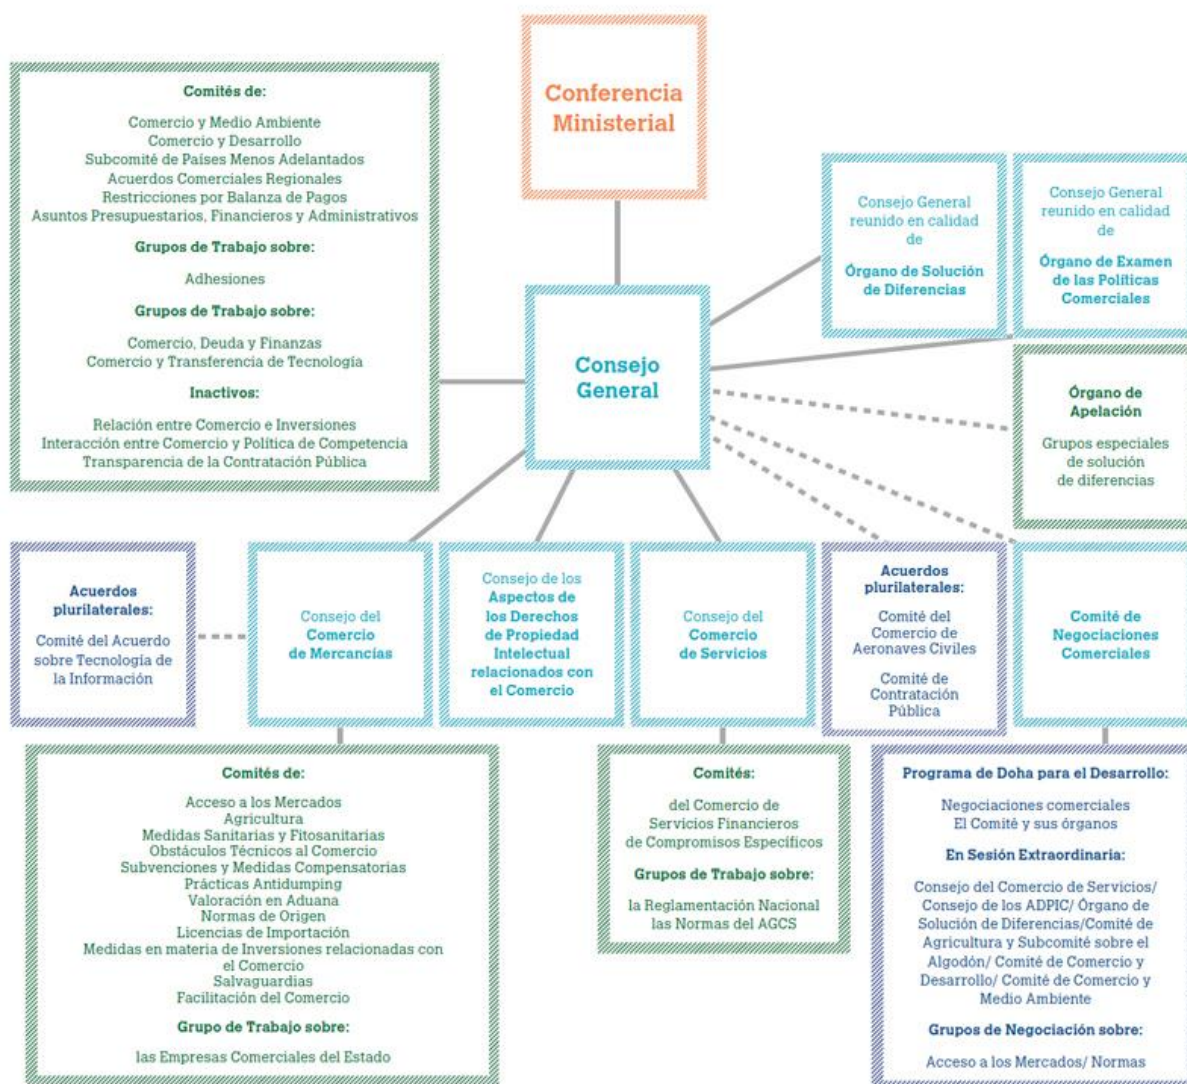 Conferencia
Ministerial
Comités de:
Comercio y Medio Ambiente
Comercio y Desarrollo
Subcomité de Países Menos Adelantados
Acuerdos Comerciales Regionales
Restricciones por Balanza de Pagos
Asuntos Presupuestarios, Financieros y Administrativos
Grupos de Trabajo sobre:
Adhesiones
Grupos de Trabajo sobre:
Comercio, Deuda y Finanzas
Comercio y Transferencia de Tecnología
Inactivos:
Relación entre Comercio e Inversiones
Interacción entre Comercio y Política de Competencia
Transparencia de la Contratación Pública
Consejo General
reunido en calidad
de
Órgano de Solución
de Diferencias
Consejo General
reunido en calidad
de
Órgano de Examen
de las Políticas
Comerciales
Consejo
General
Órgano de
Apelación
Grupos especiales
de solución
de diferencias
Acuerdos
plurilaterales:
Comité del Acuerdo
sobre Tecnología de
la Información
Consejo del
Comercio
de Mercancías
Consejo de los
Aspectos de
los Derechos
de Propiedad
Intelectual
relacionados con
el Comercio
Consejo del
Comercio
de Servicios
Acuerdos
plurilaterales:
Comité del
Comercio de
Aeronaves Civiles
Comité de
Contratación
Pública
Comité de
Negociaciones
Comerciales
Comités de:
Acceso a los Mercados
Agricultura
Medidas Sanitarias y Fitosanitarias
Obstáculos Técnicos al Comercio
Subvenciones y Medidas Compensatorias
Prácticas Antidumping
Valoración en Aduana
Normas de Origen
Licencias de Importación
Medidas en materia de Inversiones relacionadas con
el Comercio
Salvaguardias
Facilitación del Comercio
Grupo de Trabajo sobre:
las Empresas Comerciales del Estado
Comités:
del Comercio de
Servicios Financieros
de Compromisos Específicos
Grupos de Trabajo sobre:
la Reglamentación Nacional
las Normas del AGCS
Programa de Doha para el Desarrollo:
Negociaciones comerciales
El Comité y sus órganos
En Sesión Extraordinaria:
Consejo del Comercio de Servicios/
Consejo de los ADPIC/ Órgano de
Solución de Diferencias/Comité de
Agricultura y Subcomité sobre el
Algodón/ Comité de Comercio y
Desarrollo/ Comité de Comercio y
Medio Ambiente
Grupos de Negociación sobre:
Acceso a los Mercados/ Normas